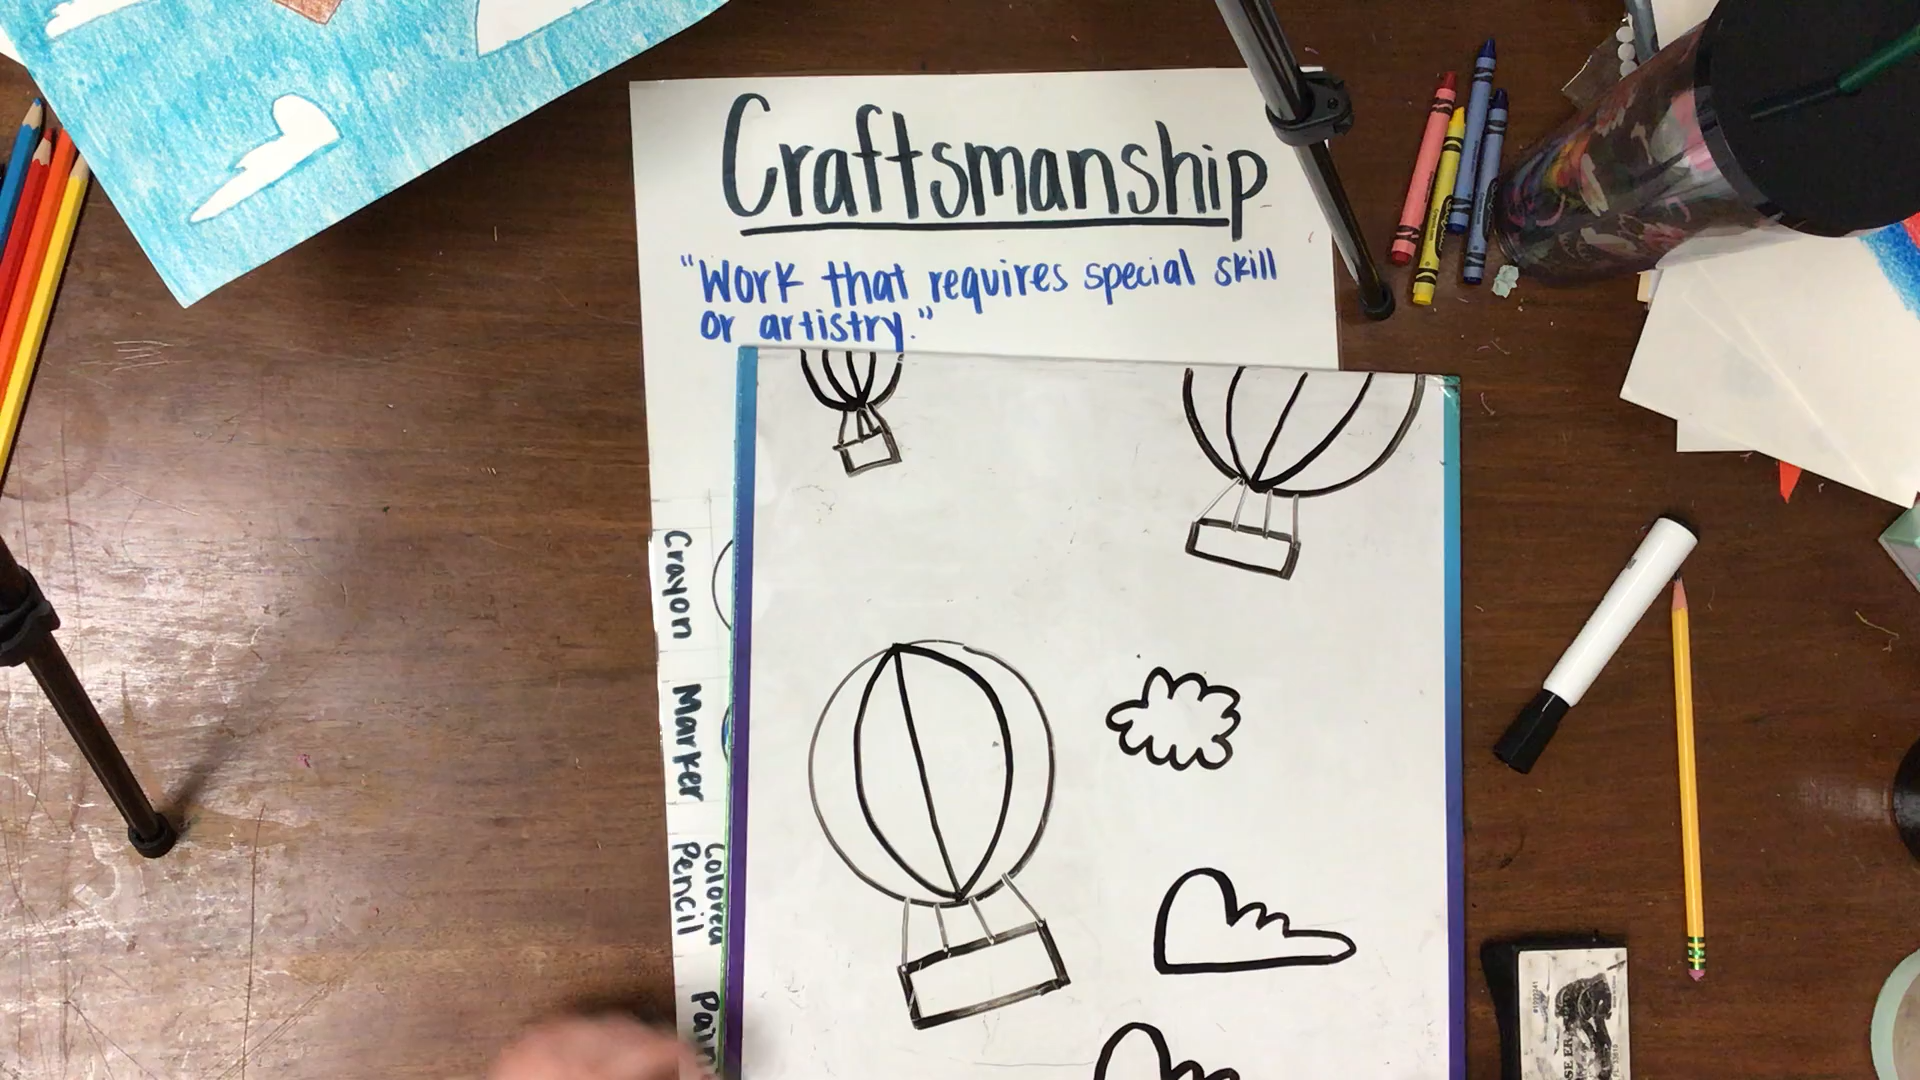 Craftsmanship
"Work that requires special skill
or artistry."
Crayon
Marker
Colored
Pencil